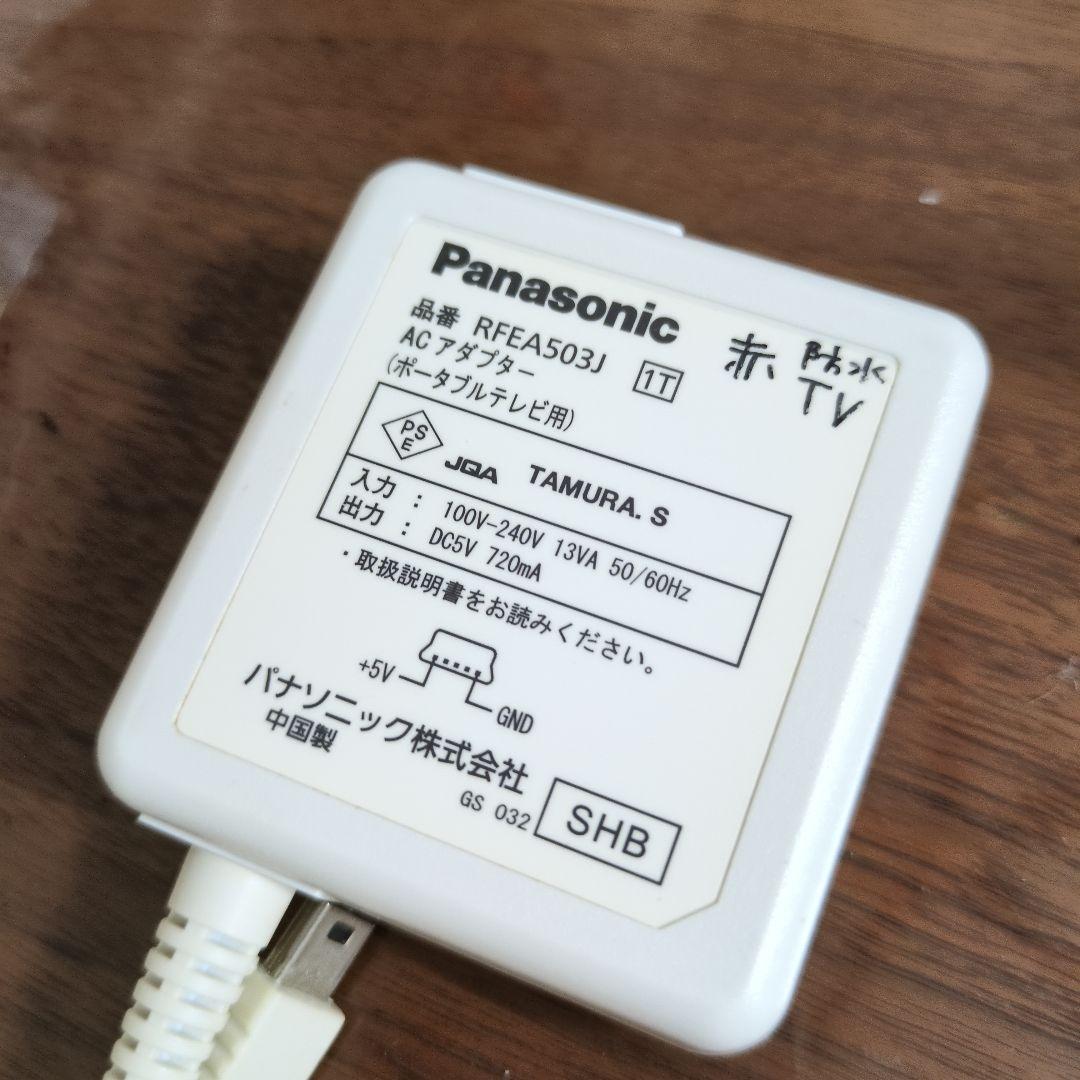 Panasonic
品番 RFEA503J
ACアダプター 1T
(ポータブルテレビ用)
赤 防水
TV
PSE JQA TAMURA. S
入力 : 100V-240V 13VA 50/60Hz
出力 : DC5V 720mA
・取扱説明書をお読みください。
+5V
GND
パナソニック株式会社
中国製
GS 032
SHB